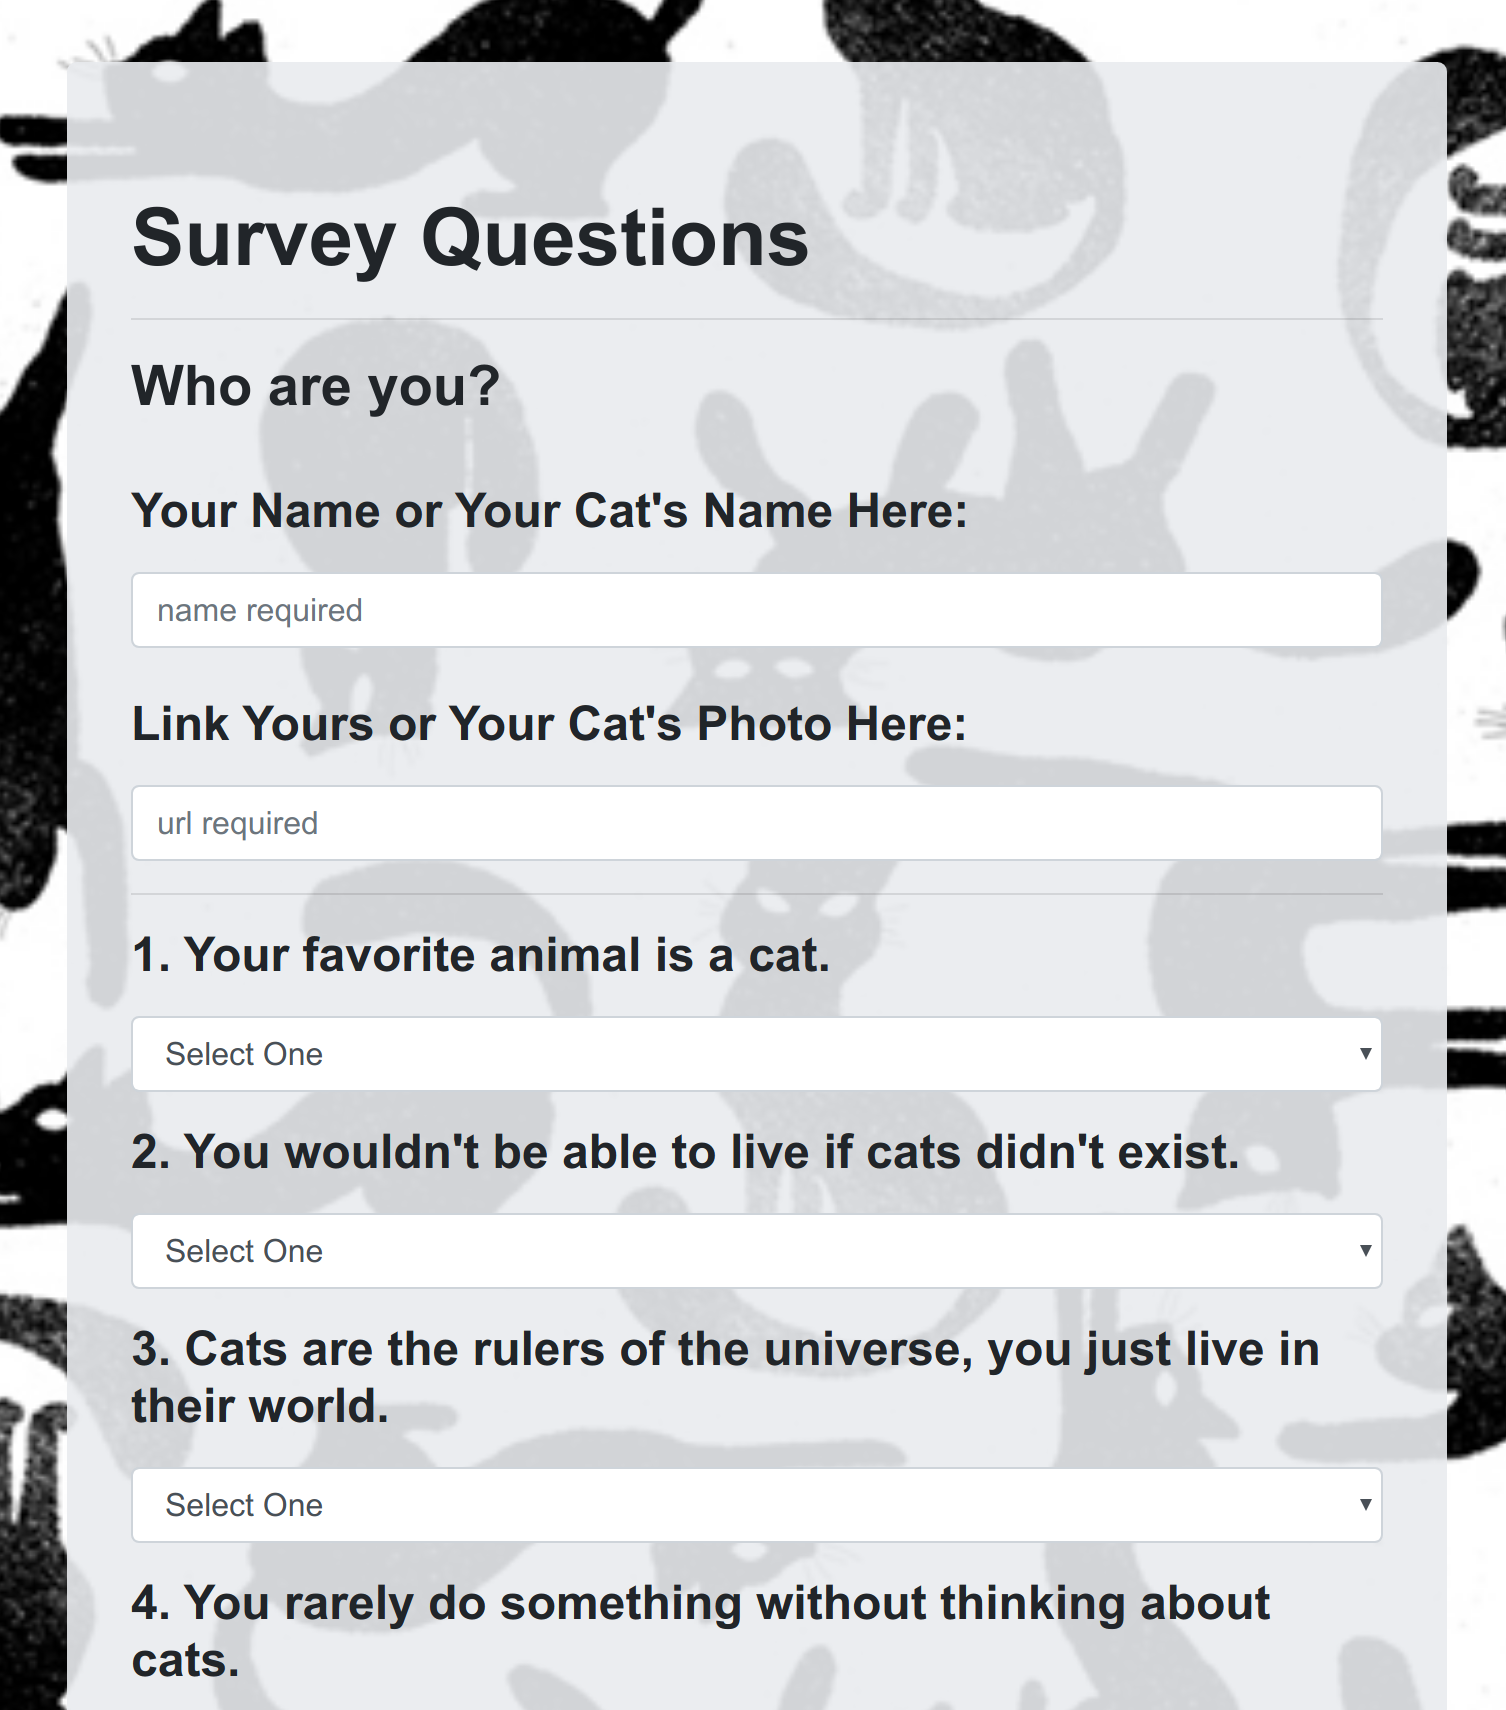 Survey Questions
Who are you?
Your Name or Your Cat's Name Here:
name required
Link Yours or Your Cat's Photo Here:
url required
1. Your favorite animal is a cat.
Select One
2. You wouldn't be able to live if cats didn't exist.
Select One
3. Cats are the rulers of the universe, you just live in
their world.
Select One
4. You rarely do something without thinking about
cats.